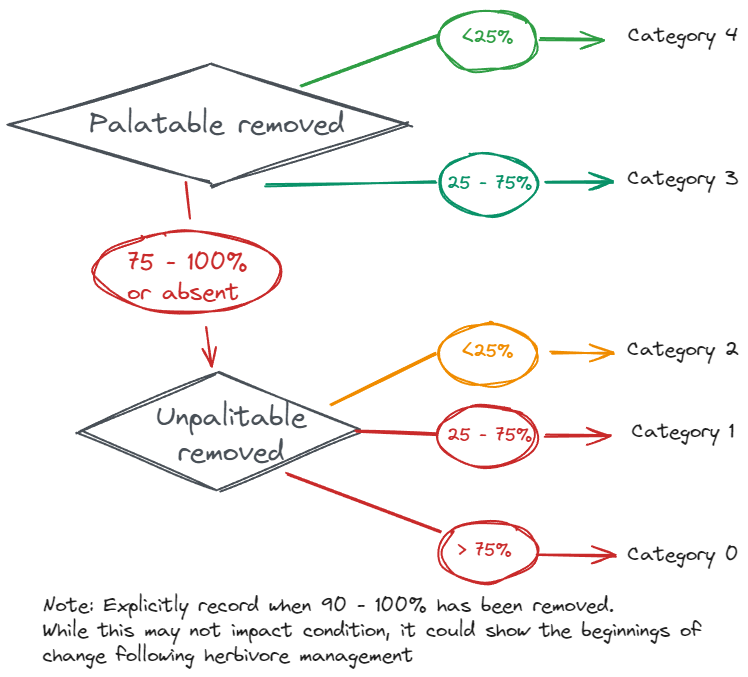 <25%
Category 4
Palatable removed
25 - 75%
Category 3
75 - 100%
or absent
<25%
Category 2
Unpalitable
removed
25 - 75%
Category 1
> 75%
Category 0
Note: Explicitly record when 90 - 100% has been removed.
While this may not impact condition, it could show the beginnings of
change following herbivore management